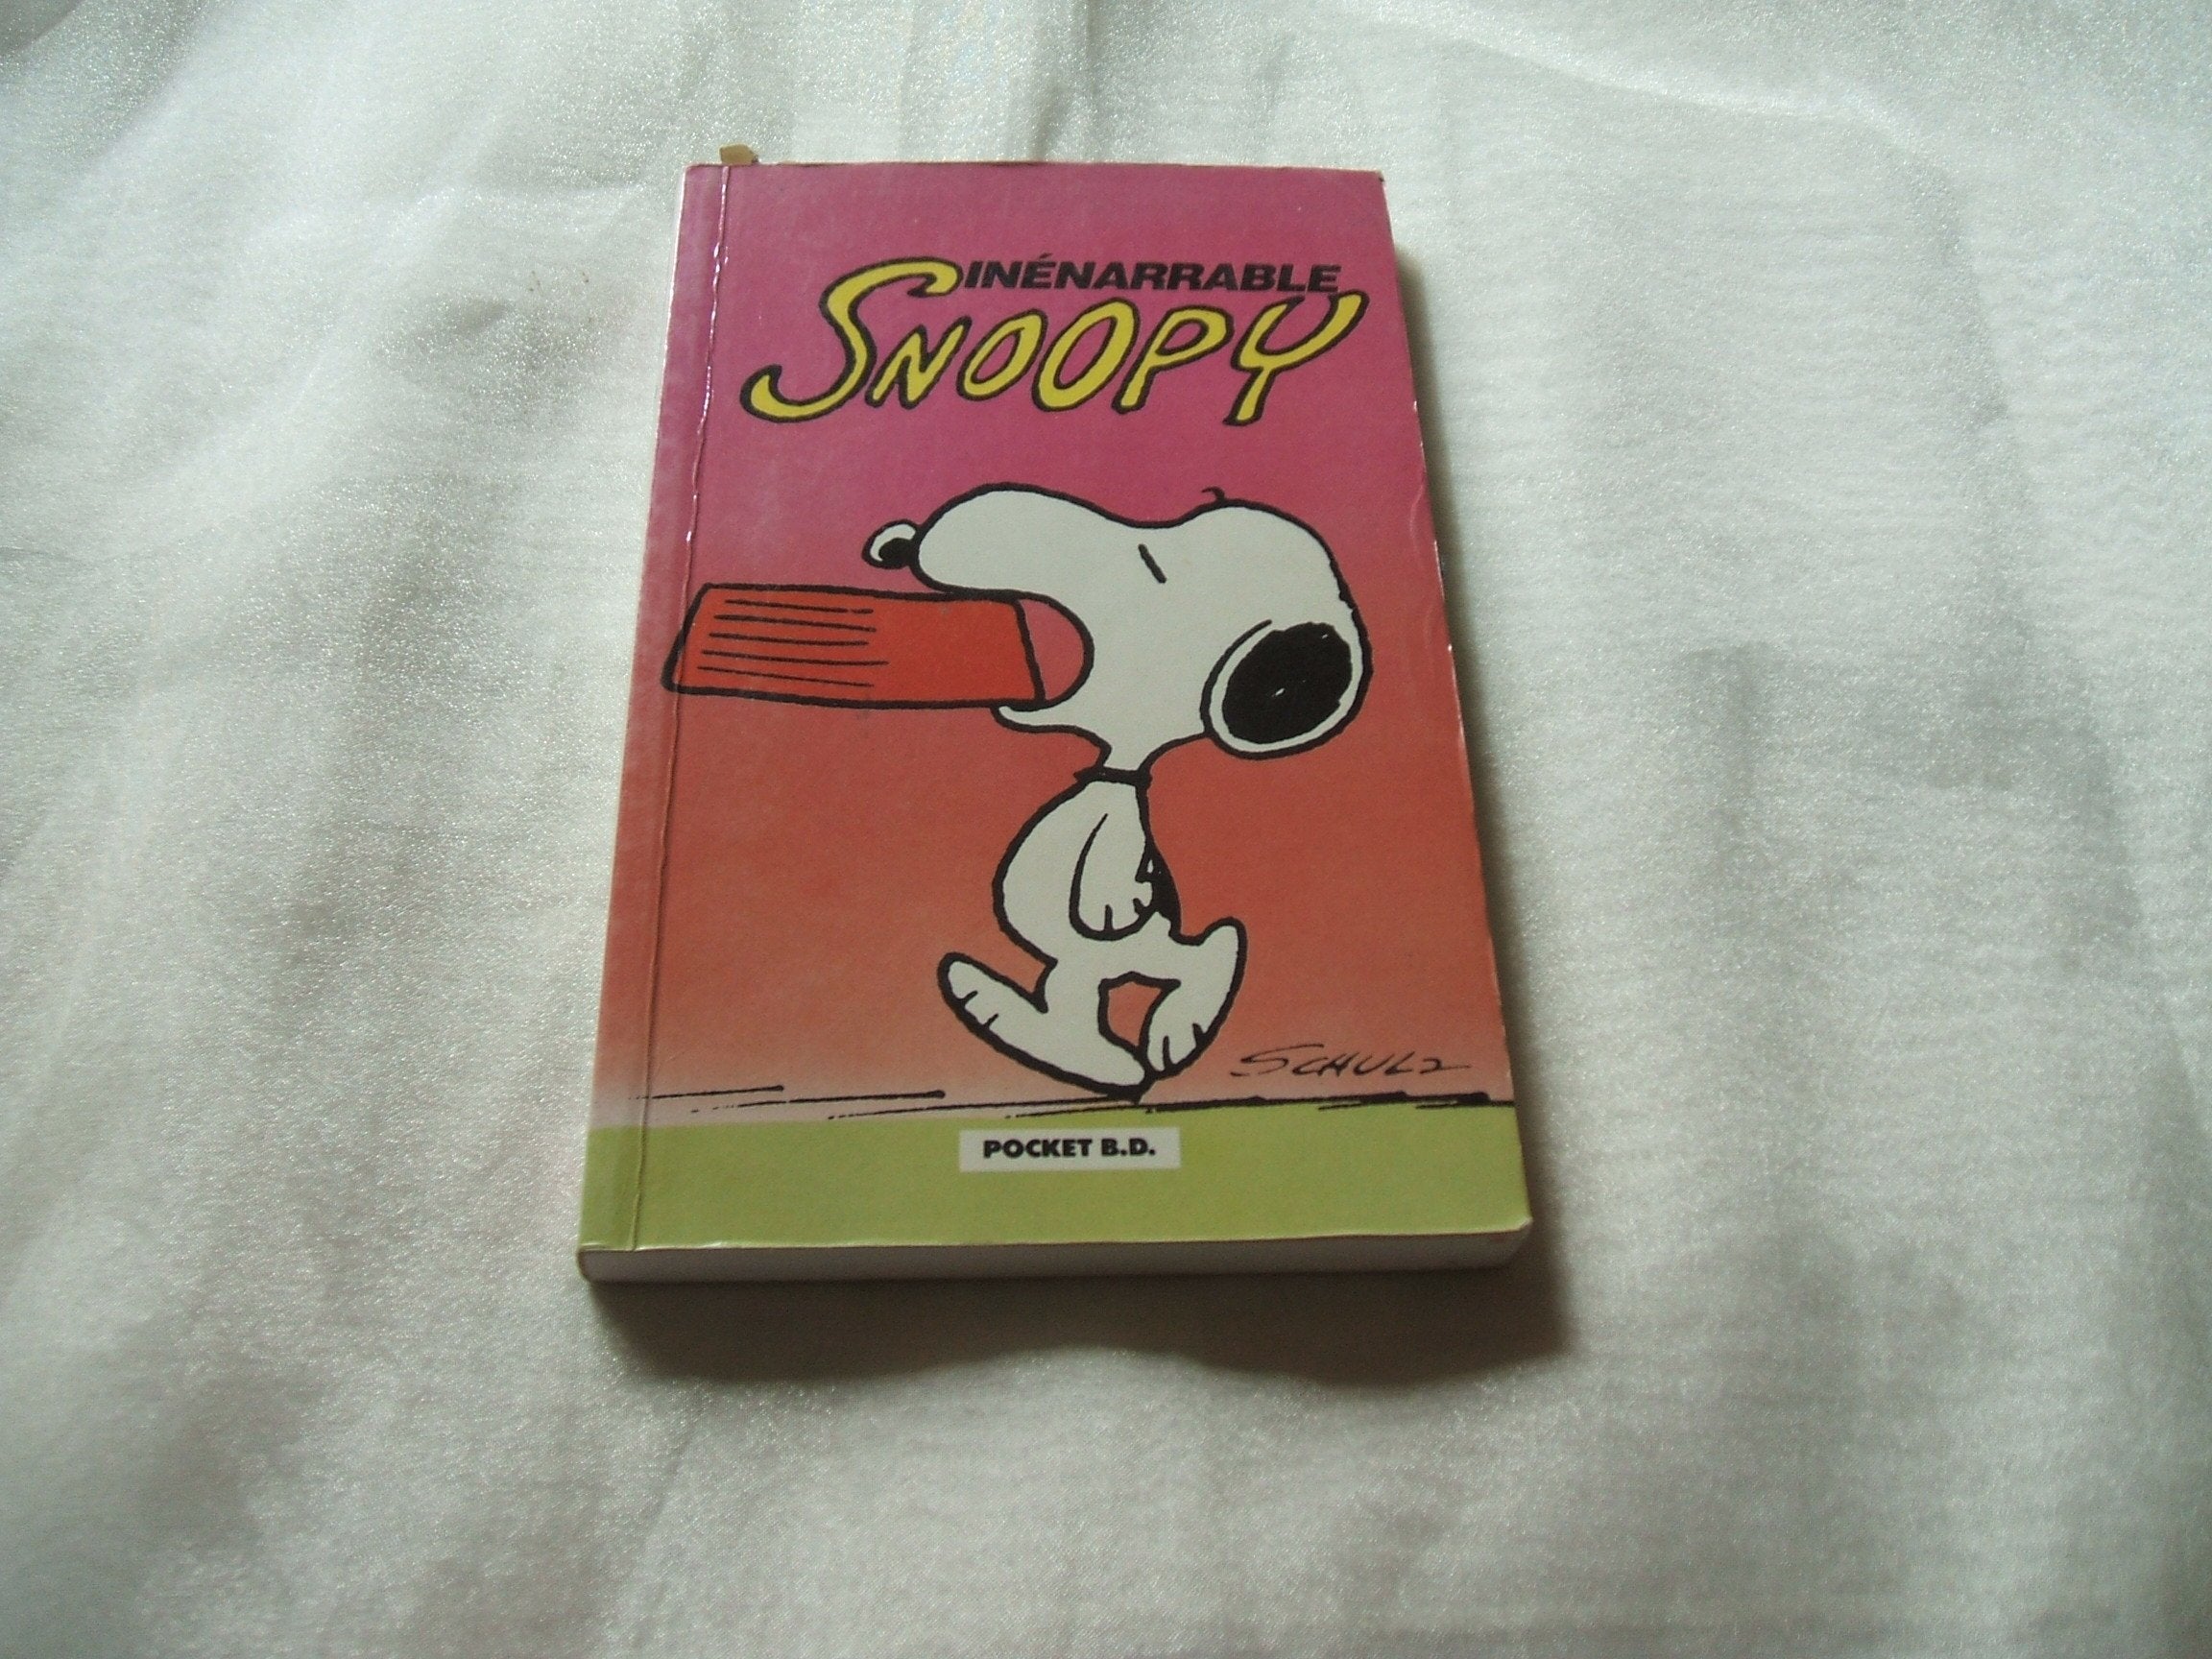 INÉNARRABLE
SNOOPY
SCHULZ
POCKET B.D.